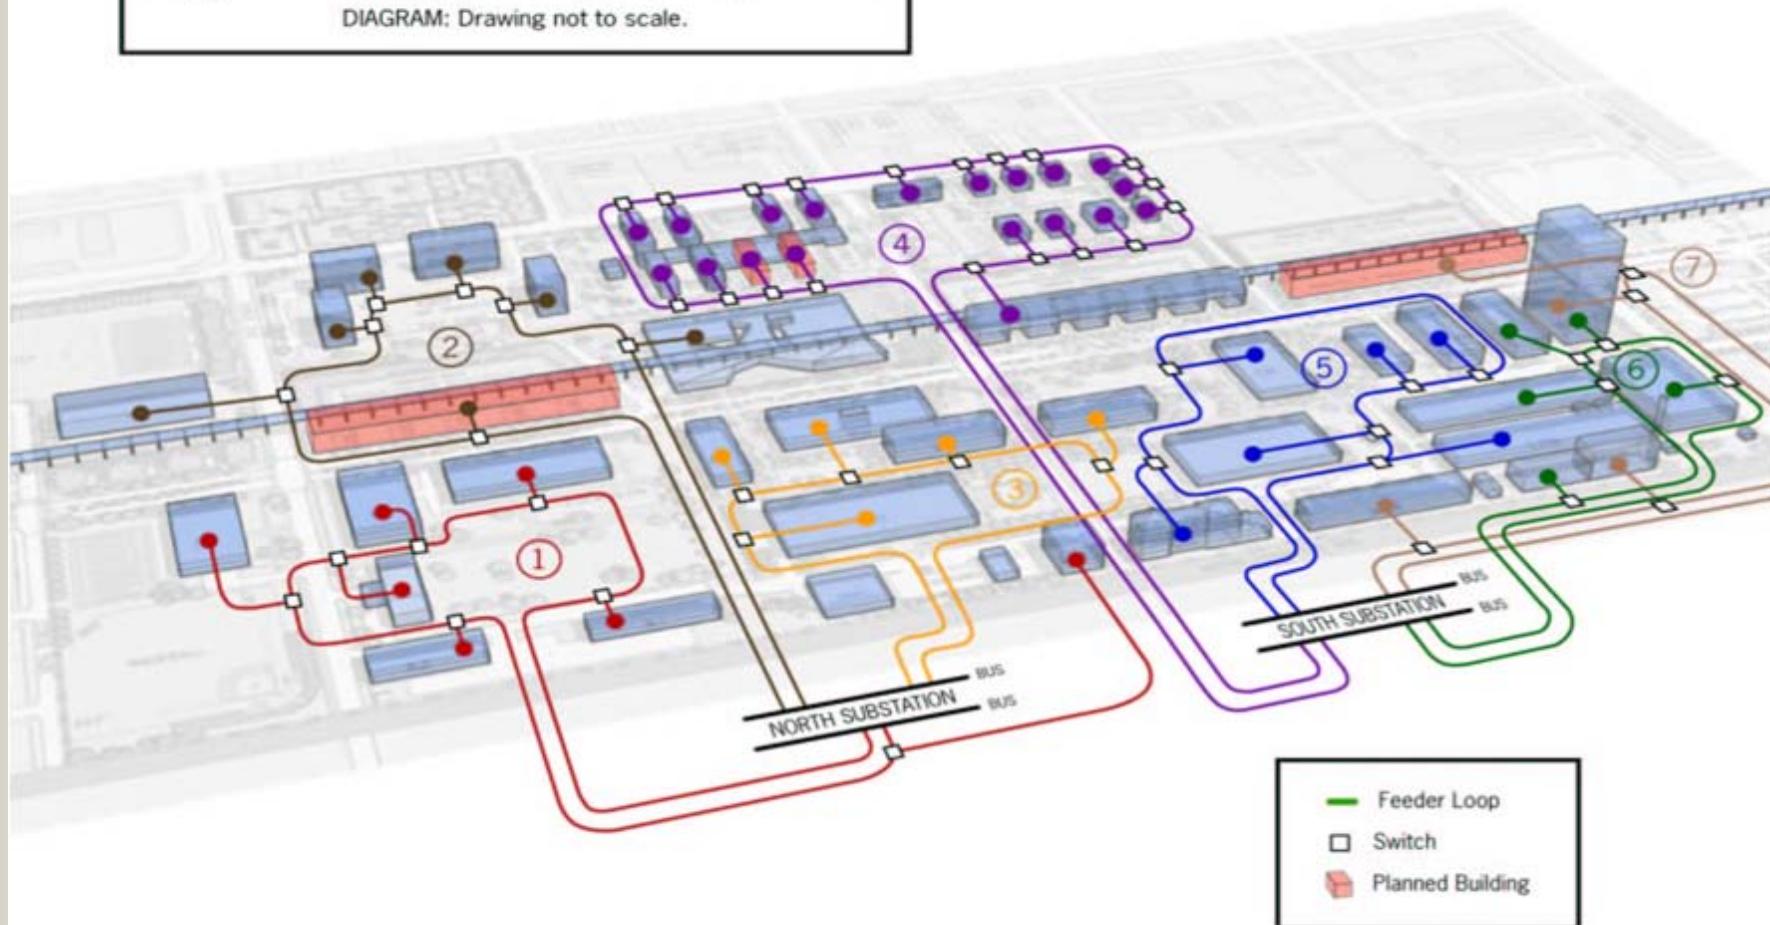 DIAGRAM: Drawing not to scale.
4
7
2
5
6
3
1
BUS
SOUTH SUBSTATION
BUS
BUS
NORTH SUBSTATION
BUS
Feeder Loop
Switch
Planned Building